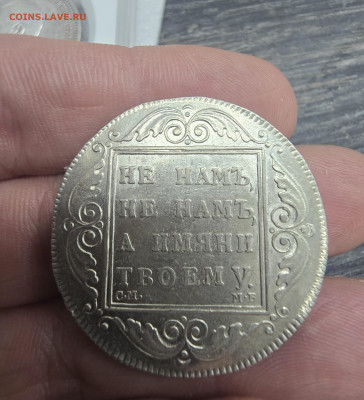 COINS.LAVE.RU
НЕ НАМЪ,
НЕ НАМЪ,
А ИМЯНИ
ТВОЕМУ.
С.М. М.Б